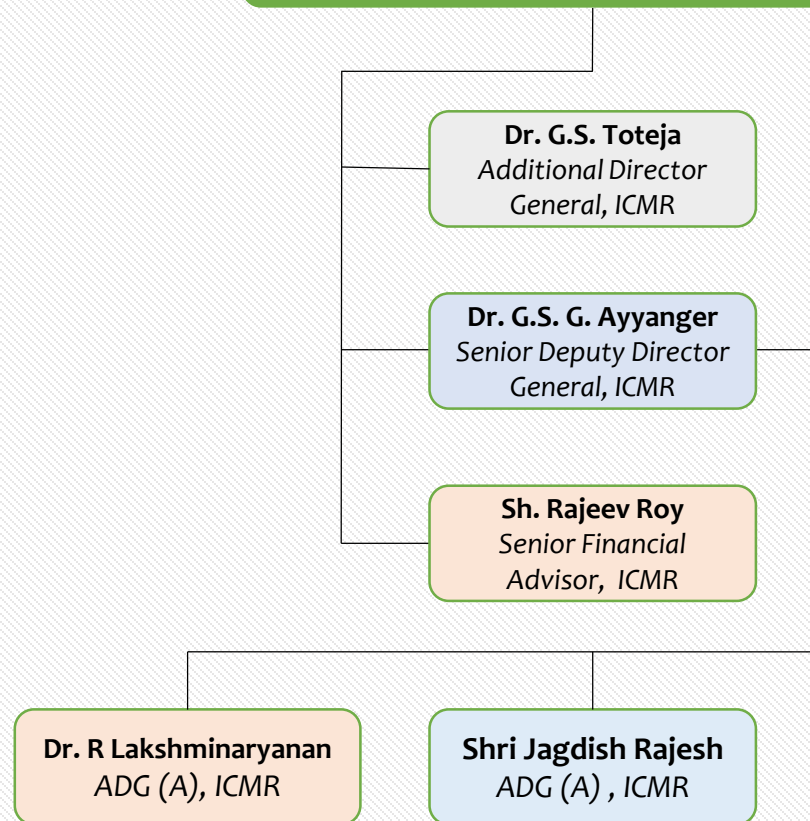 Dr. G.S. Toteja
Additional Director
General, ICMR
Dr. G.S. G. Ayyanger
Senior Deputy Director
General, ICMR
Sh. Rajeev Roy
Senior Financial
Advisor, ICMR
Dr. R Lakshminaryanan
ADG (A), ICMR
Shri Jagdish Rajesh
ADG (A) , ICMR